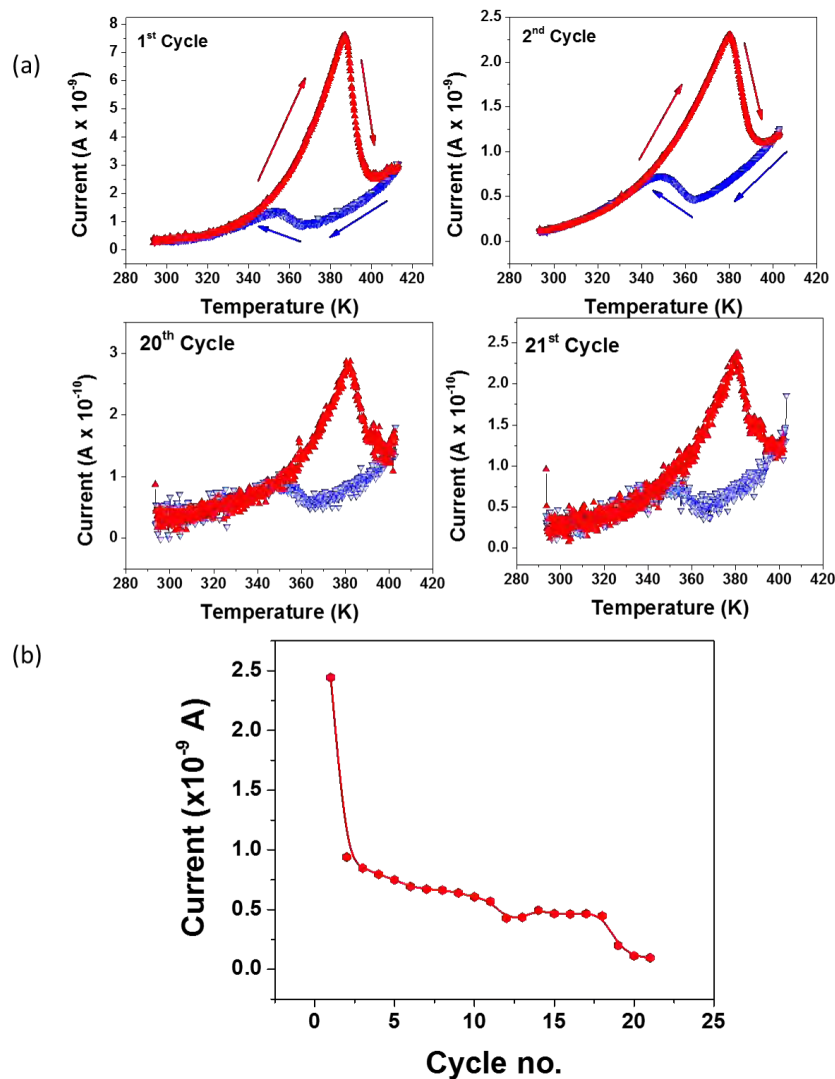 (a)
1st Cycle
8
7
6
5
4
3
2
1
0
Current (A x 10-9)
280 300 320 340 360 380 400 420
Temperature (K)
2nd Cycle
2.5
2.0
1.5
1.0
0.5
0.0
Current (A x 10-9)
280 300 320 340 360 380 400 420
Temperature (K)
20th Cycle
3
2
1
0
Current (A x 10-10)
280 300 320 340 360 380 400 420
Temperature (K)
21st Cycle
2.5
2.0
1.5
1.0
0.5
0.0
Current (A x 10-10)
280 300 320 340 360 380 400 420
Temperature (K)
(b)
2.5
2.0
1.5
1.0
0.5
0.0
Current (x10-9 A)
0 5 10 15 20 25
Cycle no.